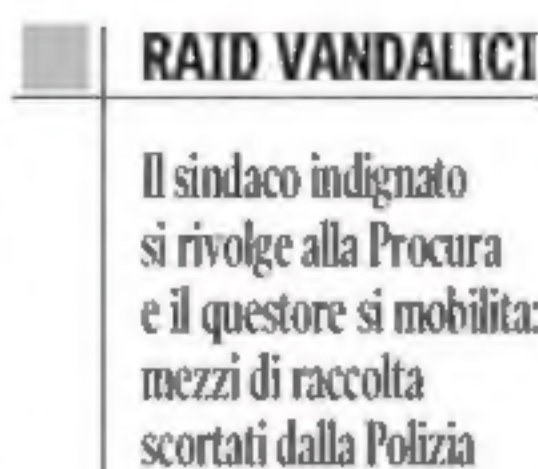 RAID VANDALICI
Il sindaco indignato
si rivolge alla Procura
e il questore si mobilita:
mezzi di raccolta
scortati dalla Polizia